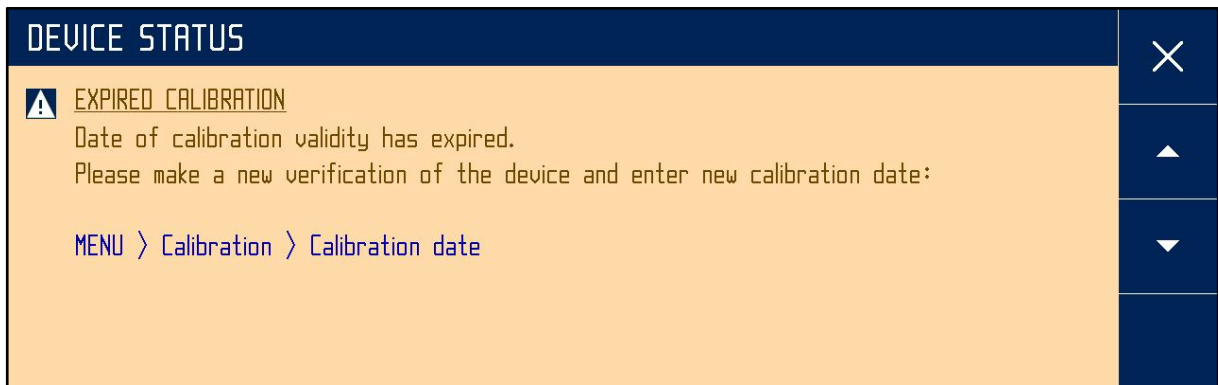 DEVICE STATUS
EXPIRED CALIBRATION
Date of calibration validity has expired.
Please make a new verification of the device and enter new calibration date:
MENU > Calibration > Calibration date